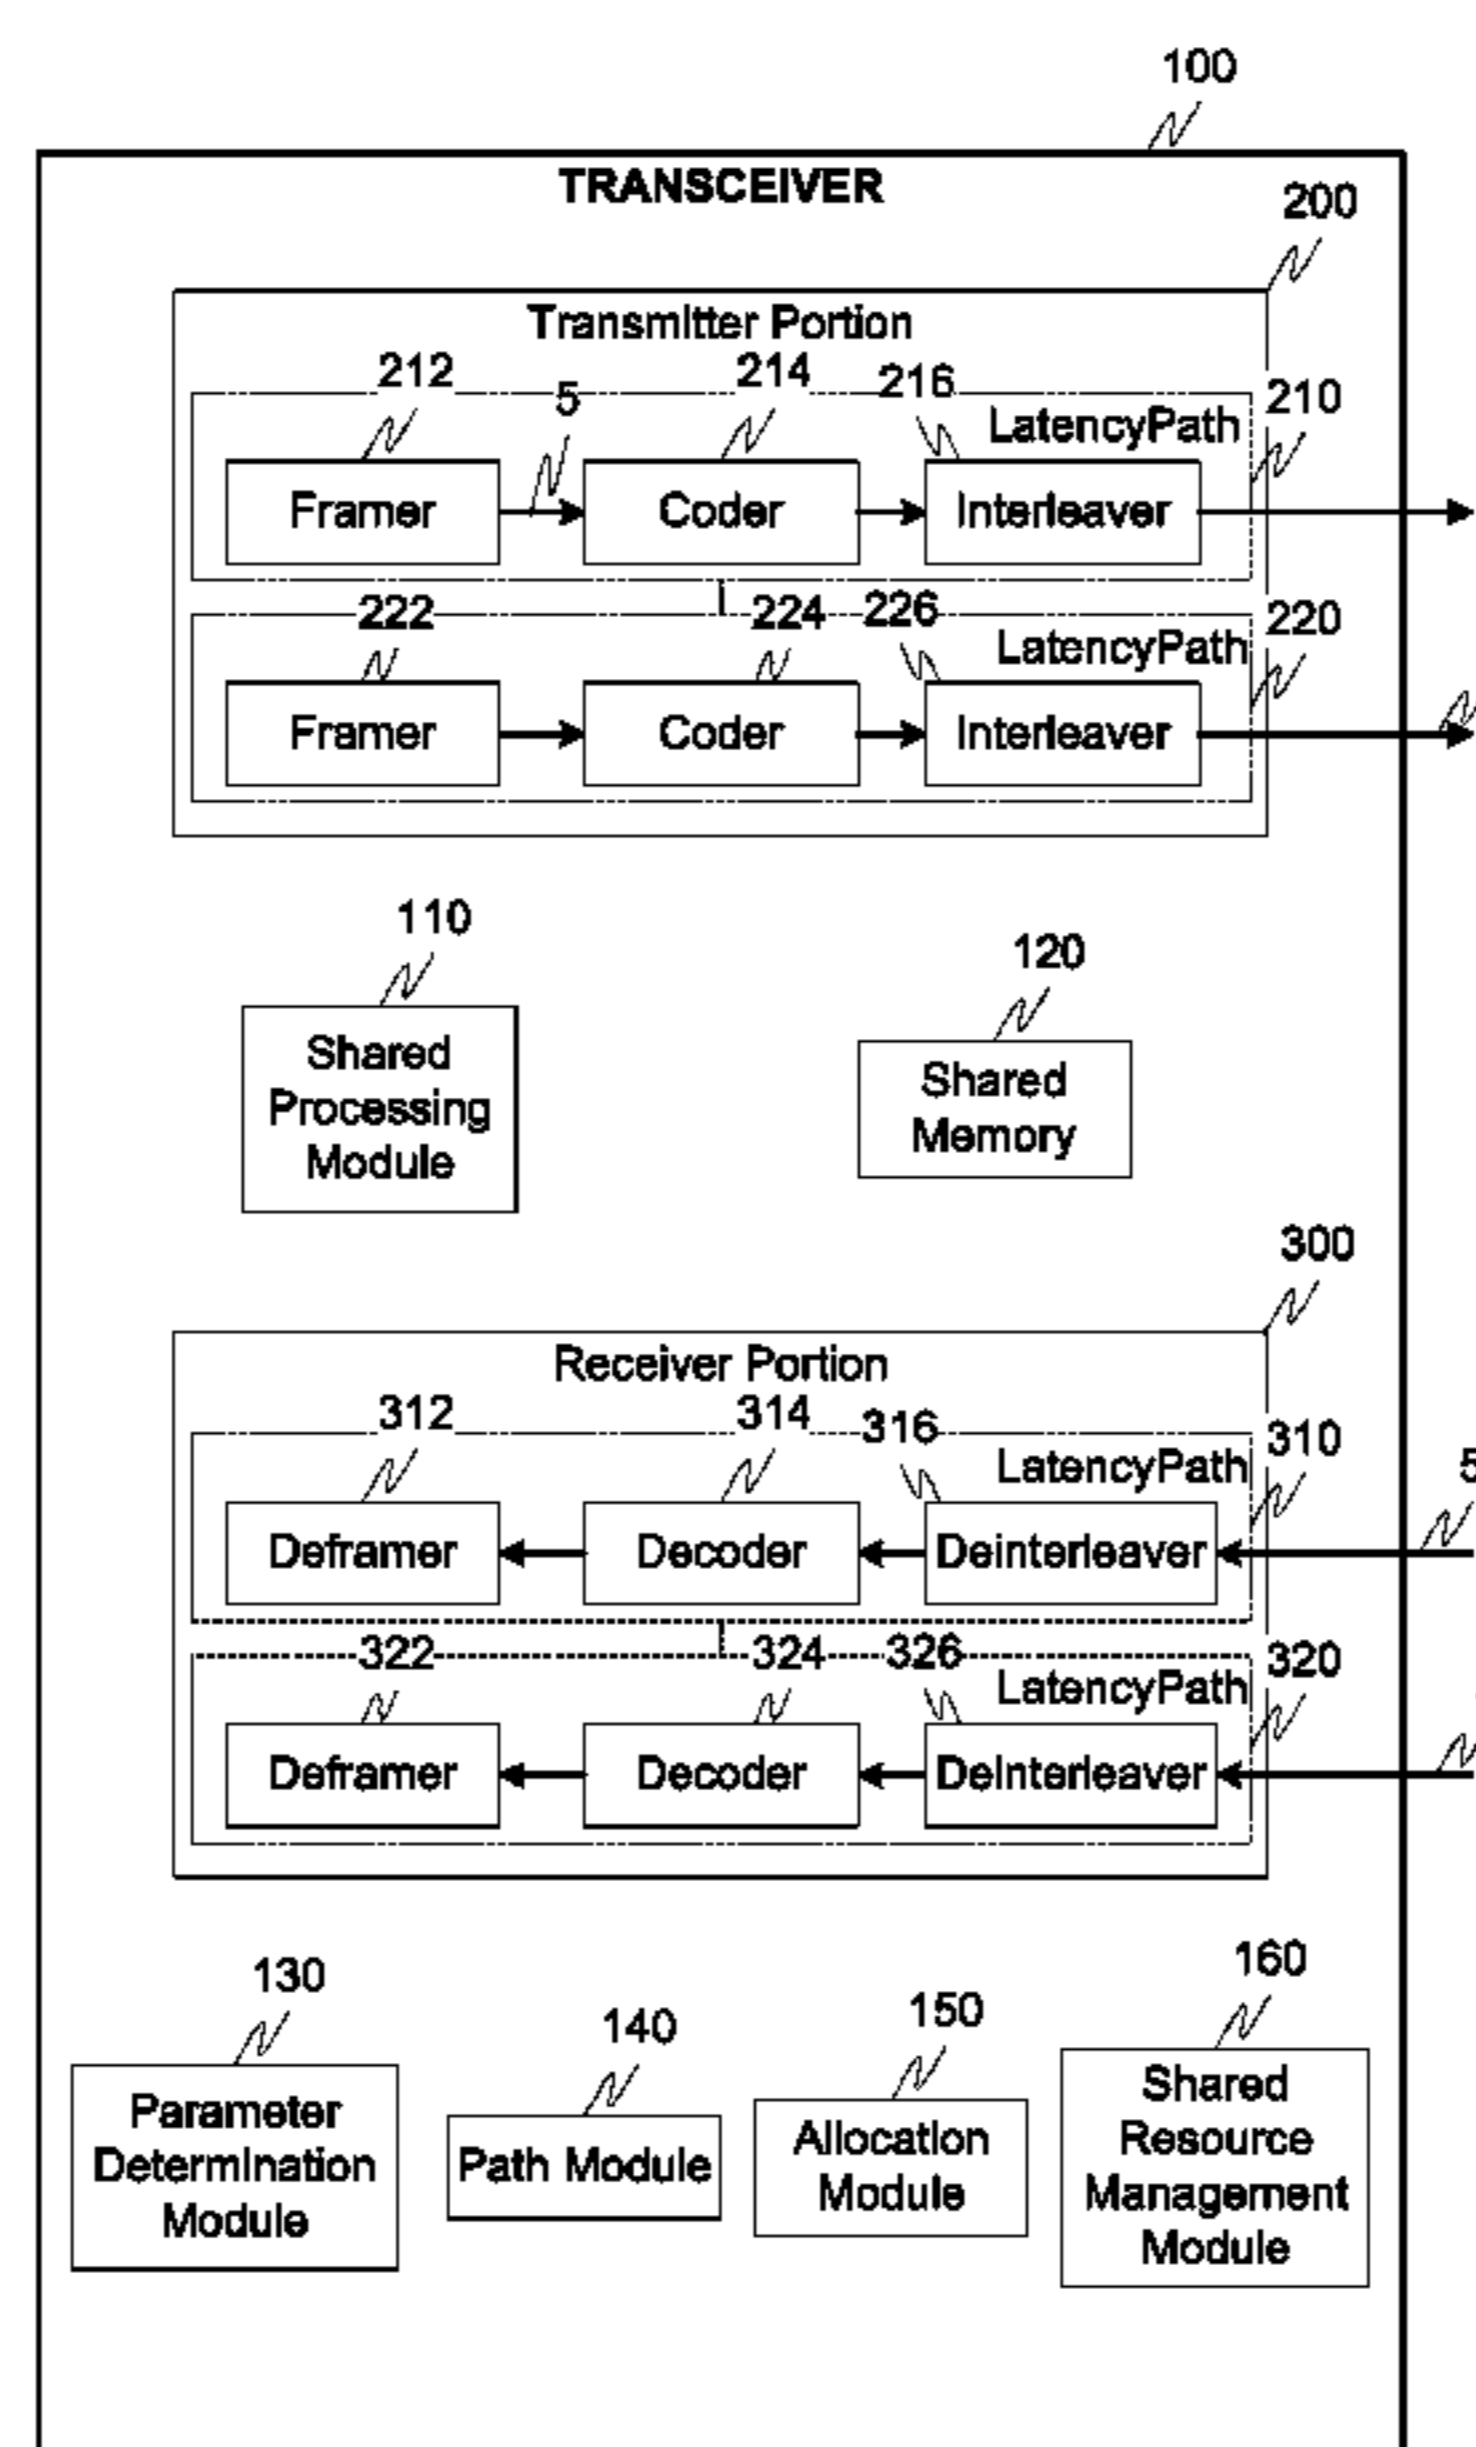 100
TRANSCEIVER
200
Transmitter Portion
212
5
214
216
210
LatencyPath
Framer
Coder
Interleaver
222
224
226
220
LatencyPath
Framer
Coder
Interleaver
110
120
Shared
Processing
Module
Shared
Memory
300
Receiver Portion
312
314
316
310
LatencyPath
5
Deframer
Decoder
Deinterleaver
322
324
326
320
LatencyPath
Deframer
Decoder
Deinterleaver
130
140
150
160
Parameter
Determination
Module
Path Module
Allocation
Module
Shared
Resource
Management
Module